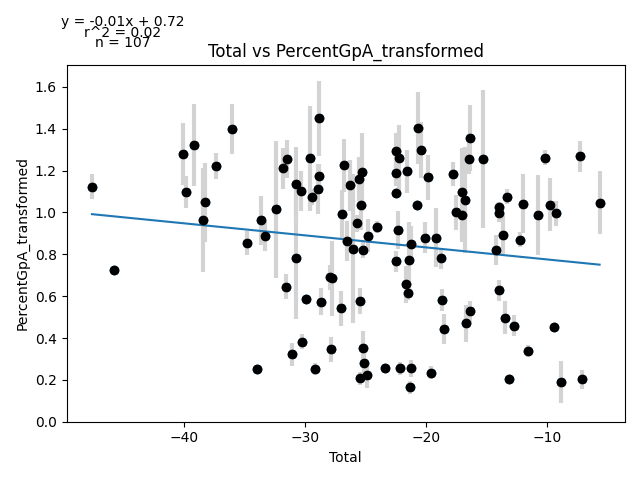 y = -0.01x + 0.72
r^2 = 0.02
n = 107
Total vs PercentGpA_transformed
PercentGpA_transformed
1.6
1.4
1.2
1.0
0.8
0.6
0.4
0.2
0.0
−40
−30
−20
−10
Total